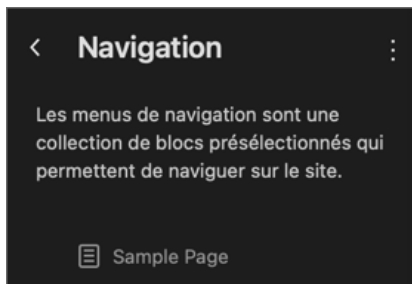 Navigation
Les menus de navigation sont une
collection de blocs présélectionnés qui
permettent de naviguer sur le site.
Sample Page